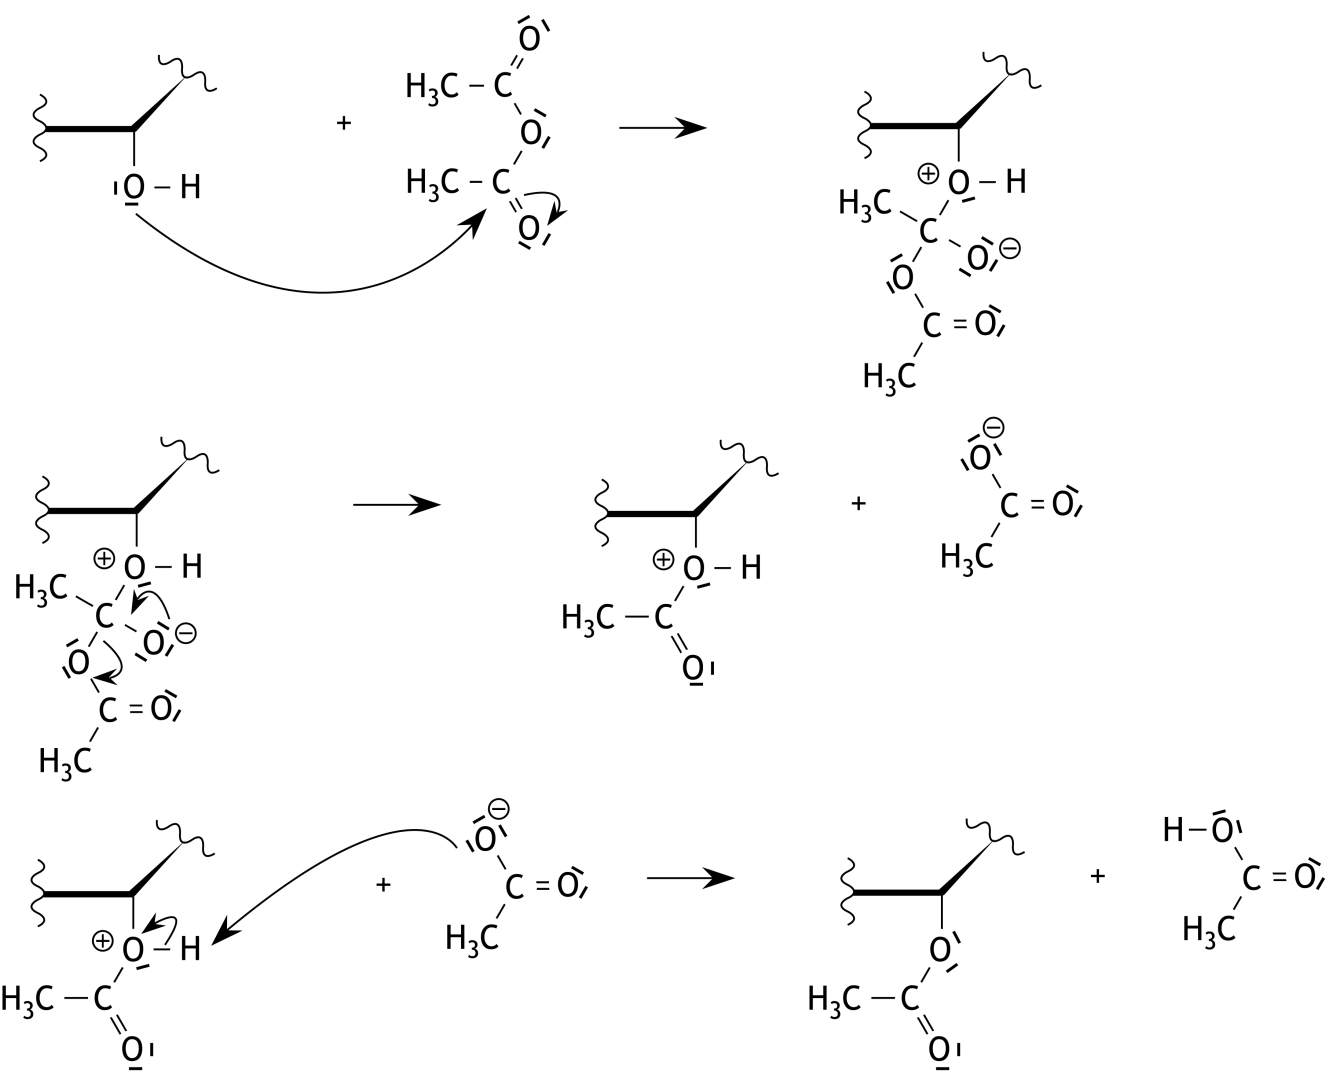 O
H₃C – C
+
O
O – H
H₃C – C
O
⊕ O – H
H₃C
C
O ⊖
O
C = O
H₃C
O ⊖
+
C = O
H₃C
⊕ O – H
H₃C
C
O ⊖
O
C = O
H₃C
⊕ O – H
H₃C – C
O
O ⊖
+
C = O
H₃C
⊕ O – H
H₃C – C
O
H – O
+
C = O
H₃C
O
H₃C – C
O